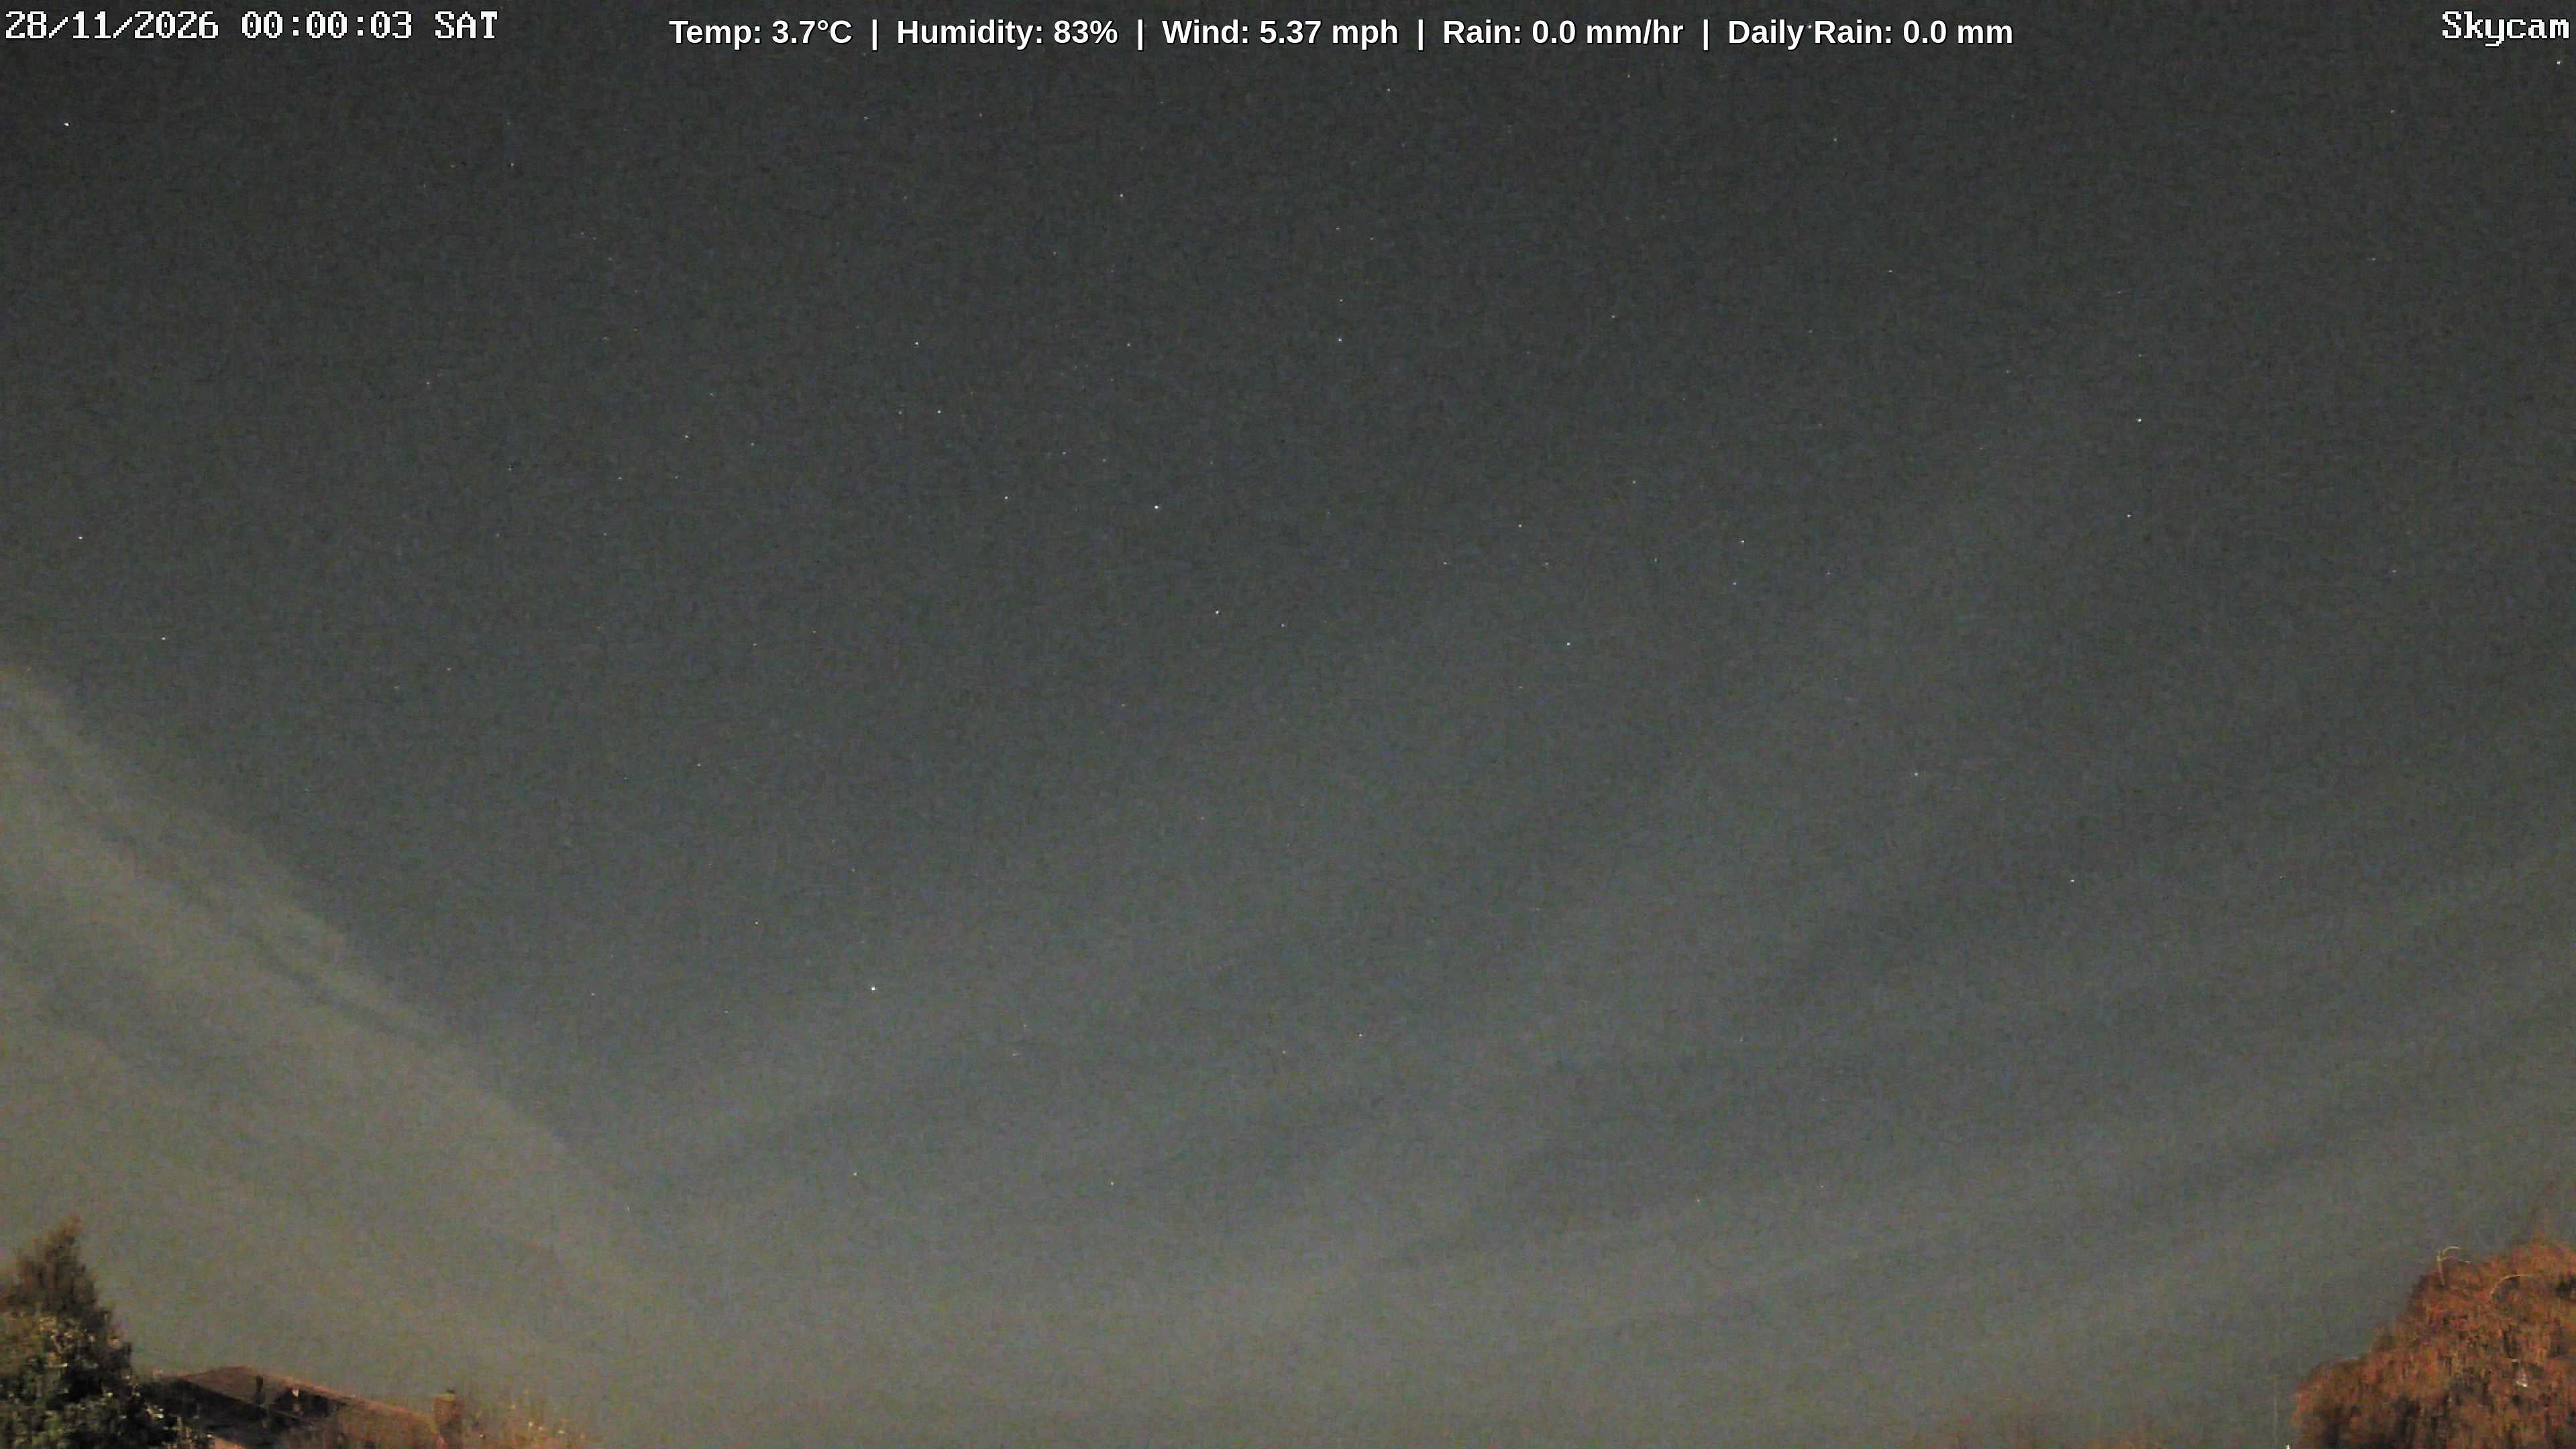 28/11/2026 00:00:03 SAT
Temp: 3.7°C | Humidity: 83% | Wind: 5.37 mph | Rain: 0.0 mm/hr | Daily Rain: 0.0 mm
Skycam